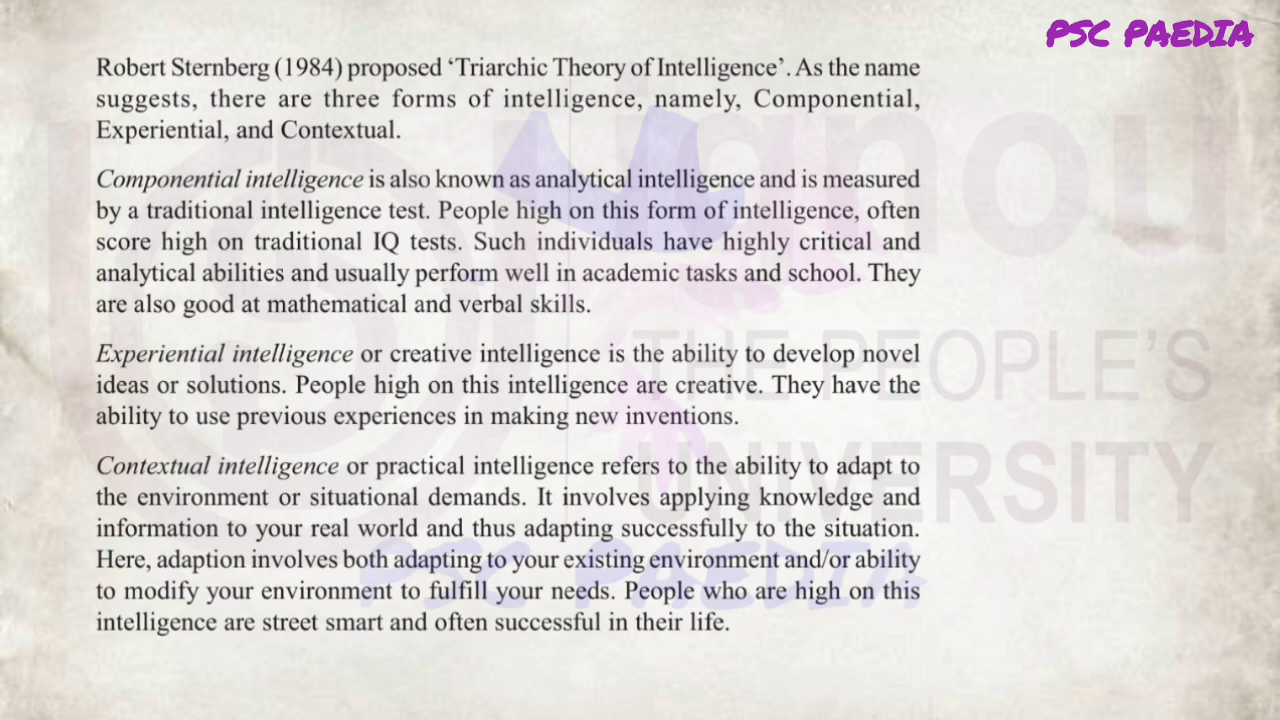 PSC PAEDIA
Robert Sternberg (1984) proposed ‘Triarchic Theory of Intelligence’. As the name
suggests, there are three forms of intelligence, namely, Componential,
Experiential, and Contextual.
Componential intelligence is also known as analytical intelligence and is measured
by a traditional intelligence test. People high on this form of intelligence, often
score high on traditional IQ tests. Such individuals have highly critical and
analytical abilities and usually perform well in academic tasks and school. They
are also good at mathematical and verbal skills.
Experiential intelligence or creative intelligence is the ability to develop novel
ideas or solutions. People high on this intelligence are creative. They have the
ability to use previous experiences in making new inventions.
Contextual intelligence or practical intelligence refers to the ability to adapt to
the environment or situational demands. It involves applying knowledge and
information to your real world and thus adapting successfully to the situation.
Here, adaption involves both adapting to your existing environment and/or ability
to modify your environment to fulfill your needs. People who are high on this
intelligence are street smart and often successful in their life.
ignou
THE PEOPLE’S
UNIVERSITY
PSC PAEDIA